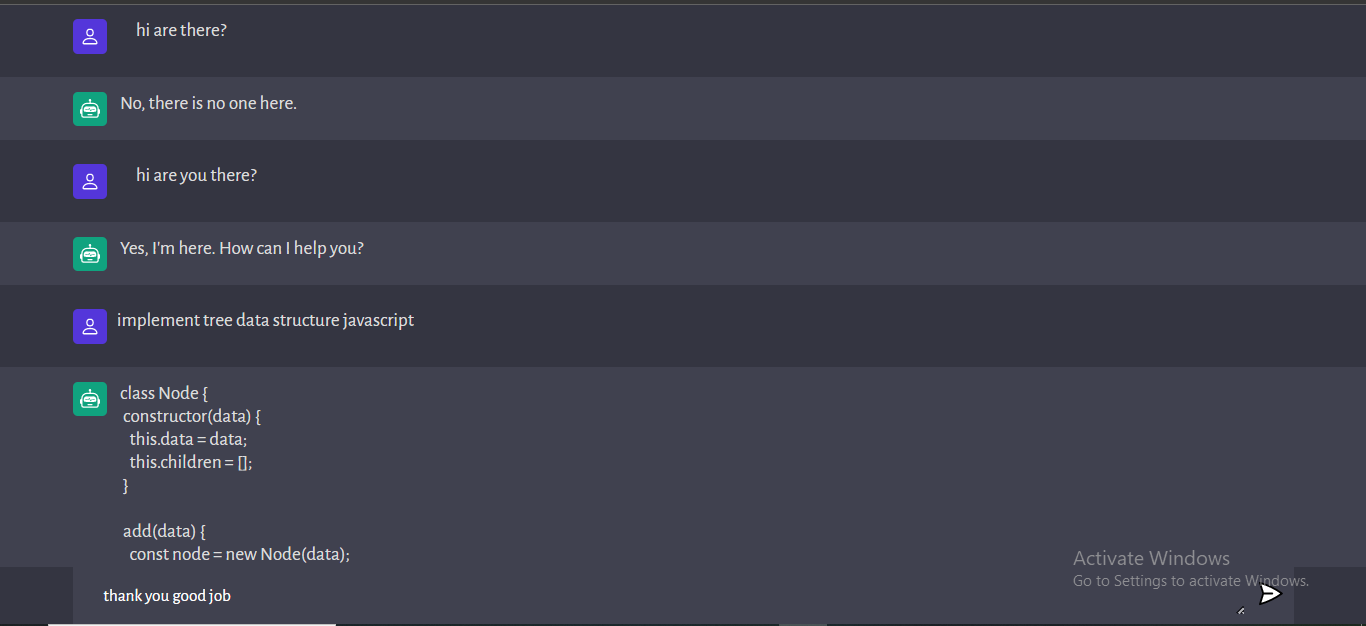 hi are there?
No, there is no one here.
hi are you there?
Yes, I'm here. How can I help you?
implement tree data structure javascript
class Node {
constructor(data) {
this.data = data;
this.children = [];
}
add(data) {
const node = new Node(data);
Activate Windows
Go to Settings to activate Windows.
thank you good job